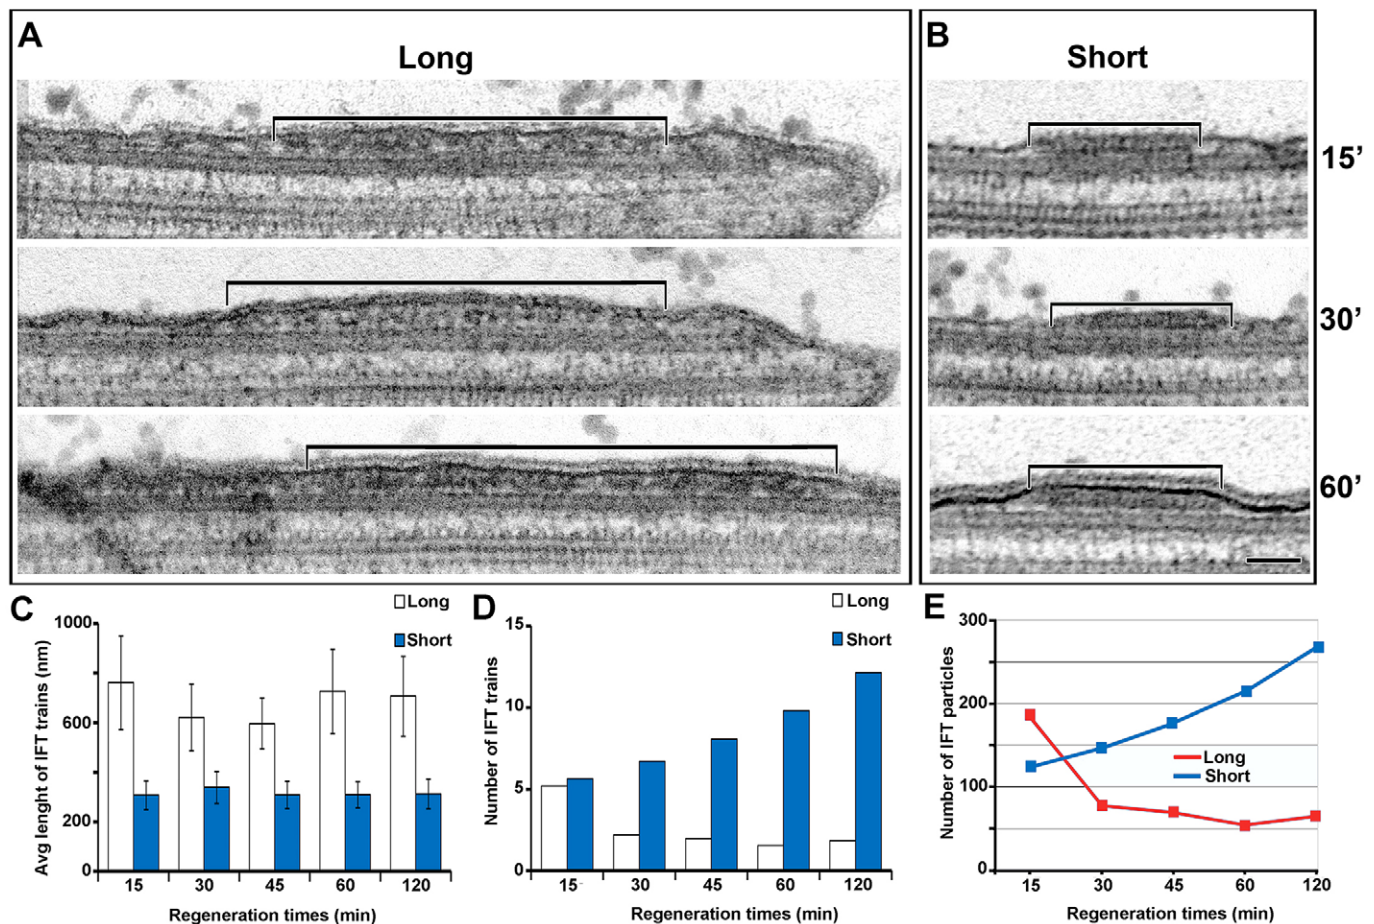 A
Long
B
Short
15’
30’
60’
C
Long
Short
Avg lenght of IFT trains (nm)
1000
600
200
0
15
30
45
60
120
Regeneration times (min)
D
Long
Short
Number of IFT trains
15
10
5
0
15
30
45
60
120
Regeneration times (min)
E
Number of IFT particles
300
200
100
0
Long
Short
15
30
45
60
120
Regeneration times (min)